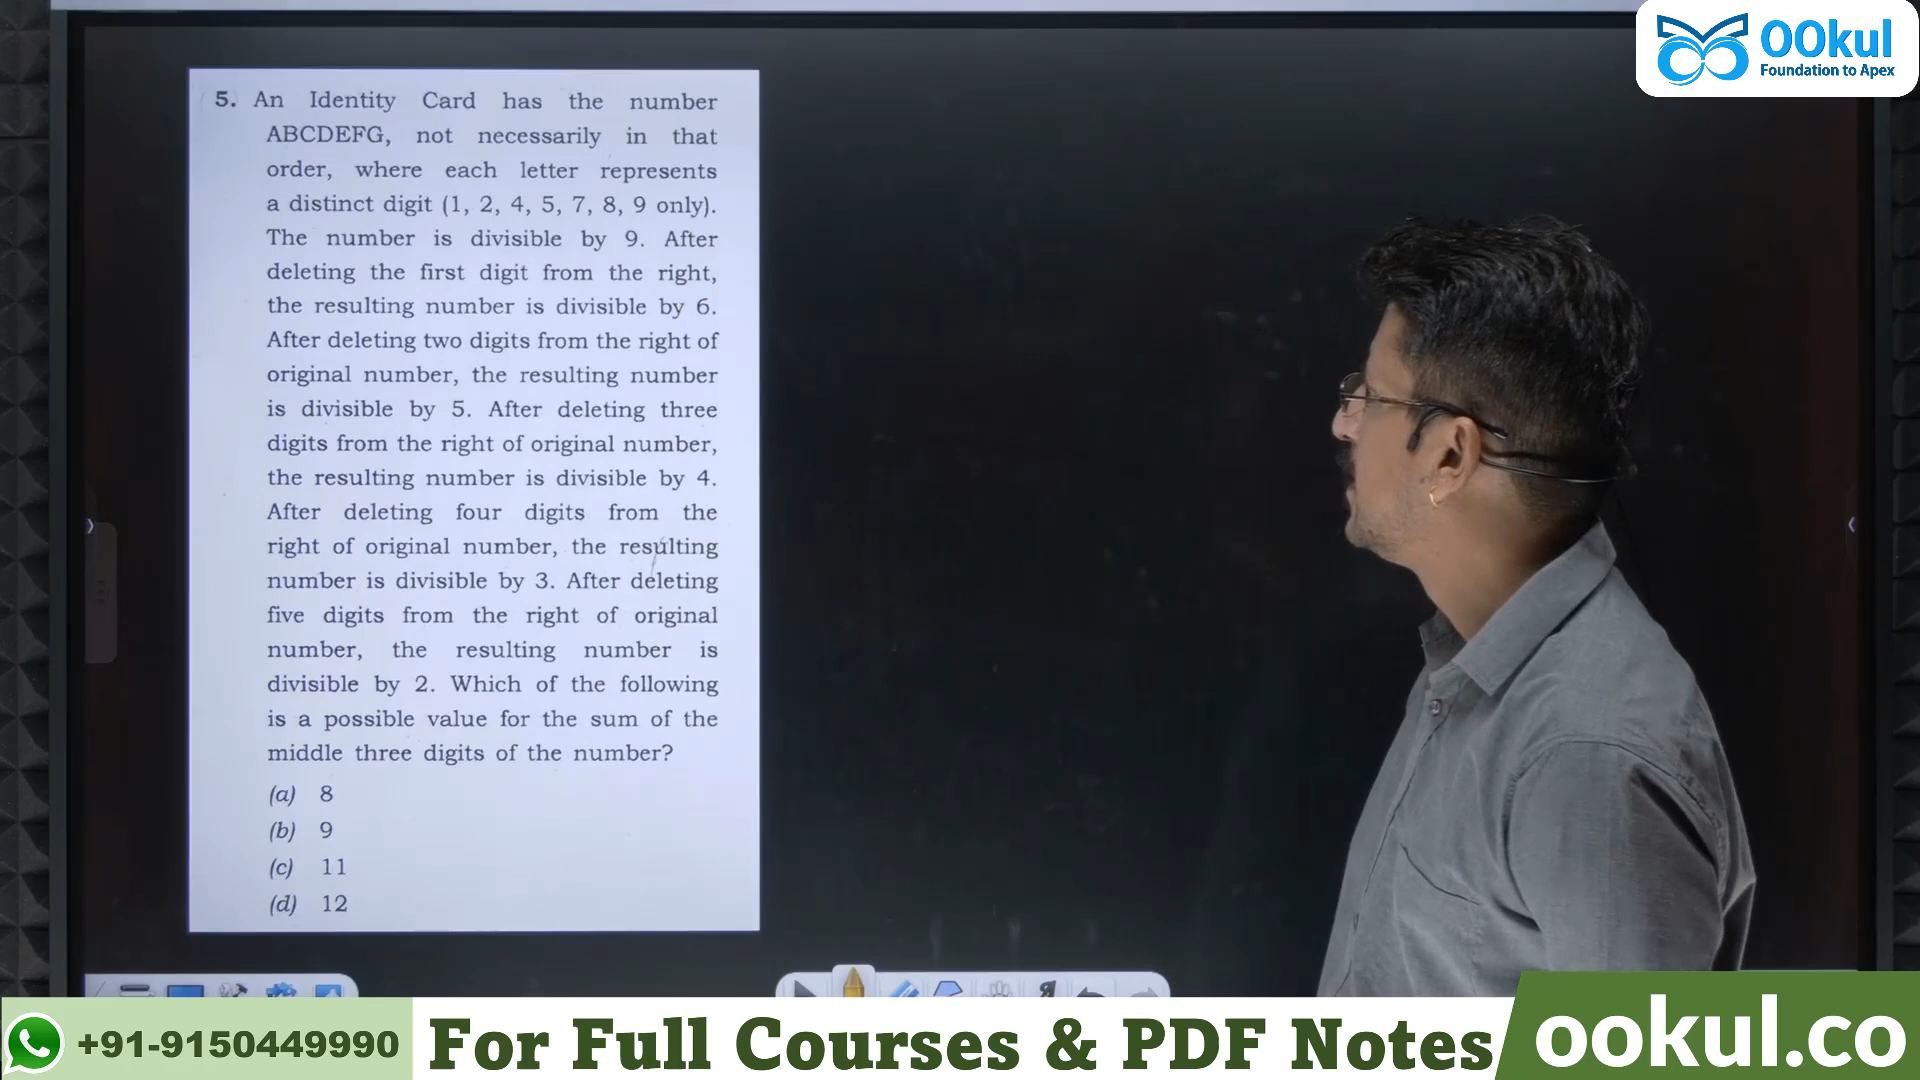 OOkul
Foundation to Apex
5. An Identity Card has the number
ABCDEFG, not necessarily in that
order, where each letter represents
a distinct digit (1, 2, 4, 5, 7, 8, 9 only).
The number is divisible by 9. After
deleting the first digit from the right,
the resulting number is divisible by 6.
After deleting two digits from the right of
original number, the resulting number
is divisible by 5. After deleting three
digits from the right of original number,
the resulting number is divisible by 4.
After deleting four digits from the
right of original number, the resulting
number is divisible by 3. After deleting
five digits from the right of original
number, the resulting number is
divisible by 2. Which of the following
is a possible value for the sum of the
middle three digits of the number?
(a) 8
(b) 9
(c) 11
(d) 12
+91-9150449990
For Full Courses & PDF Notes
ookul.co